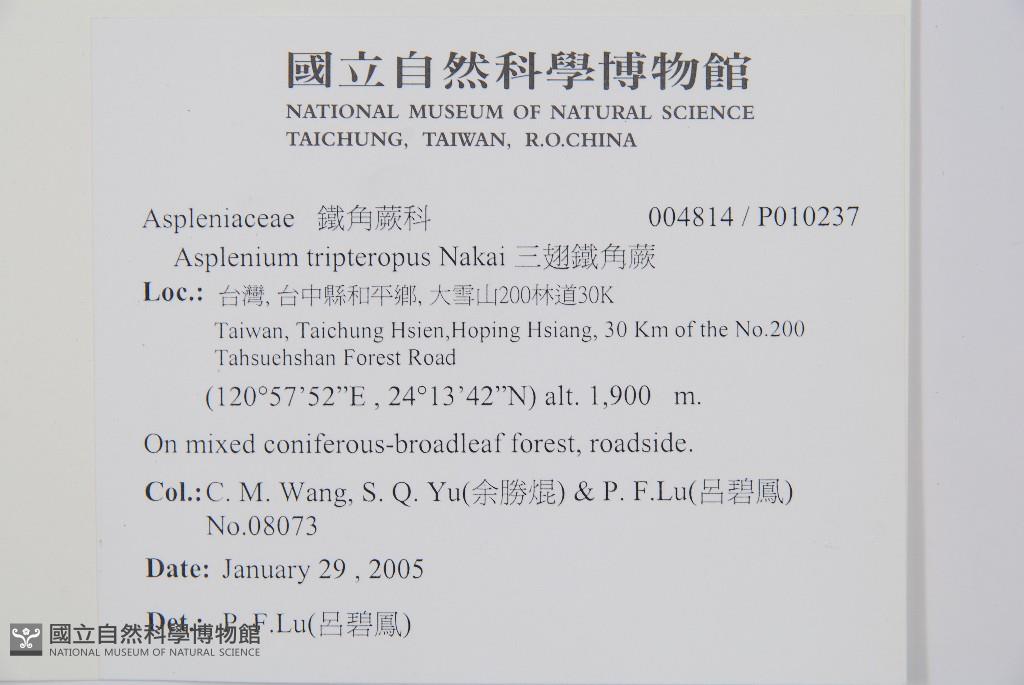 國立自然科學博物館
NATIONAL MUSEUM OF NATURAL SCIENCE
TAICHUNG, TAIWAN, R.O.CHINA
Aspleniaceae 鐵角蕨科 004814 / P010237
Asplenium tripteropus Nakai 三翅鐵角蕨
Loc.: 台灣, 台中縣和平鄉, 大雪山200林道30K
Taiwan, Taichung Hsien,Hoping Hsiang, 30 Km of the No.200
Tahsuehshan Forest Road
(120°57’52”E , 24°13’42”N) alt. 1,900 m.
On mixed coniferous-broadleaf forest, roadside.
Col.: C. M. Wang, S. Q. Yu(余勝焜) & P. F.Lu(呂碧鳳)
No.08073
Date: January 29 , 2005
Det.: P. F.Lu(呂碧鳳)
國立自然科學博物館
NATIONAL MUSEUM OF NATURAL SCIENCE